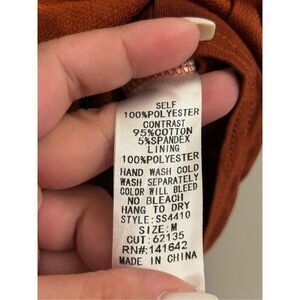 SELF
100%POLYESTER
CONTRAST
95%COTTON
5%SPANDEX
LINING
100%POLYESTER
HAND WASH COLD
WASH SEPARATELY
COLOR WILL BLEED
NO BLEACH
HANG TO DRY
STYLE:SS4410
SIZE:M
CUT:62135
RN#:141642
MADE IN CHINA